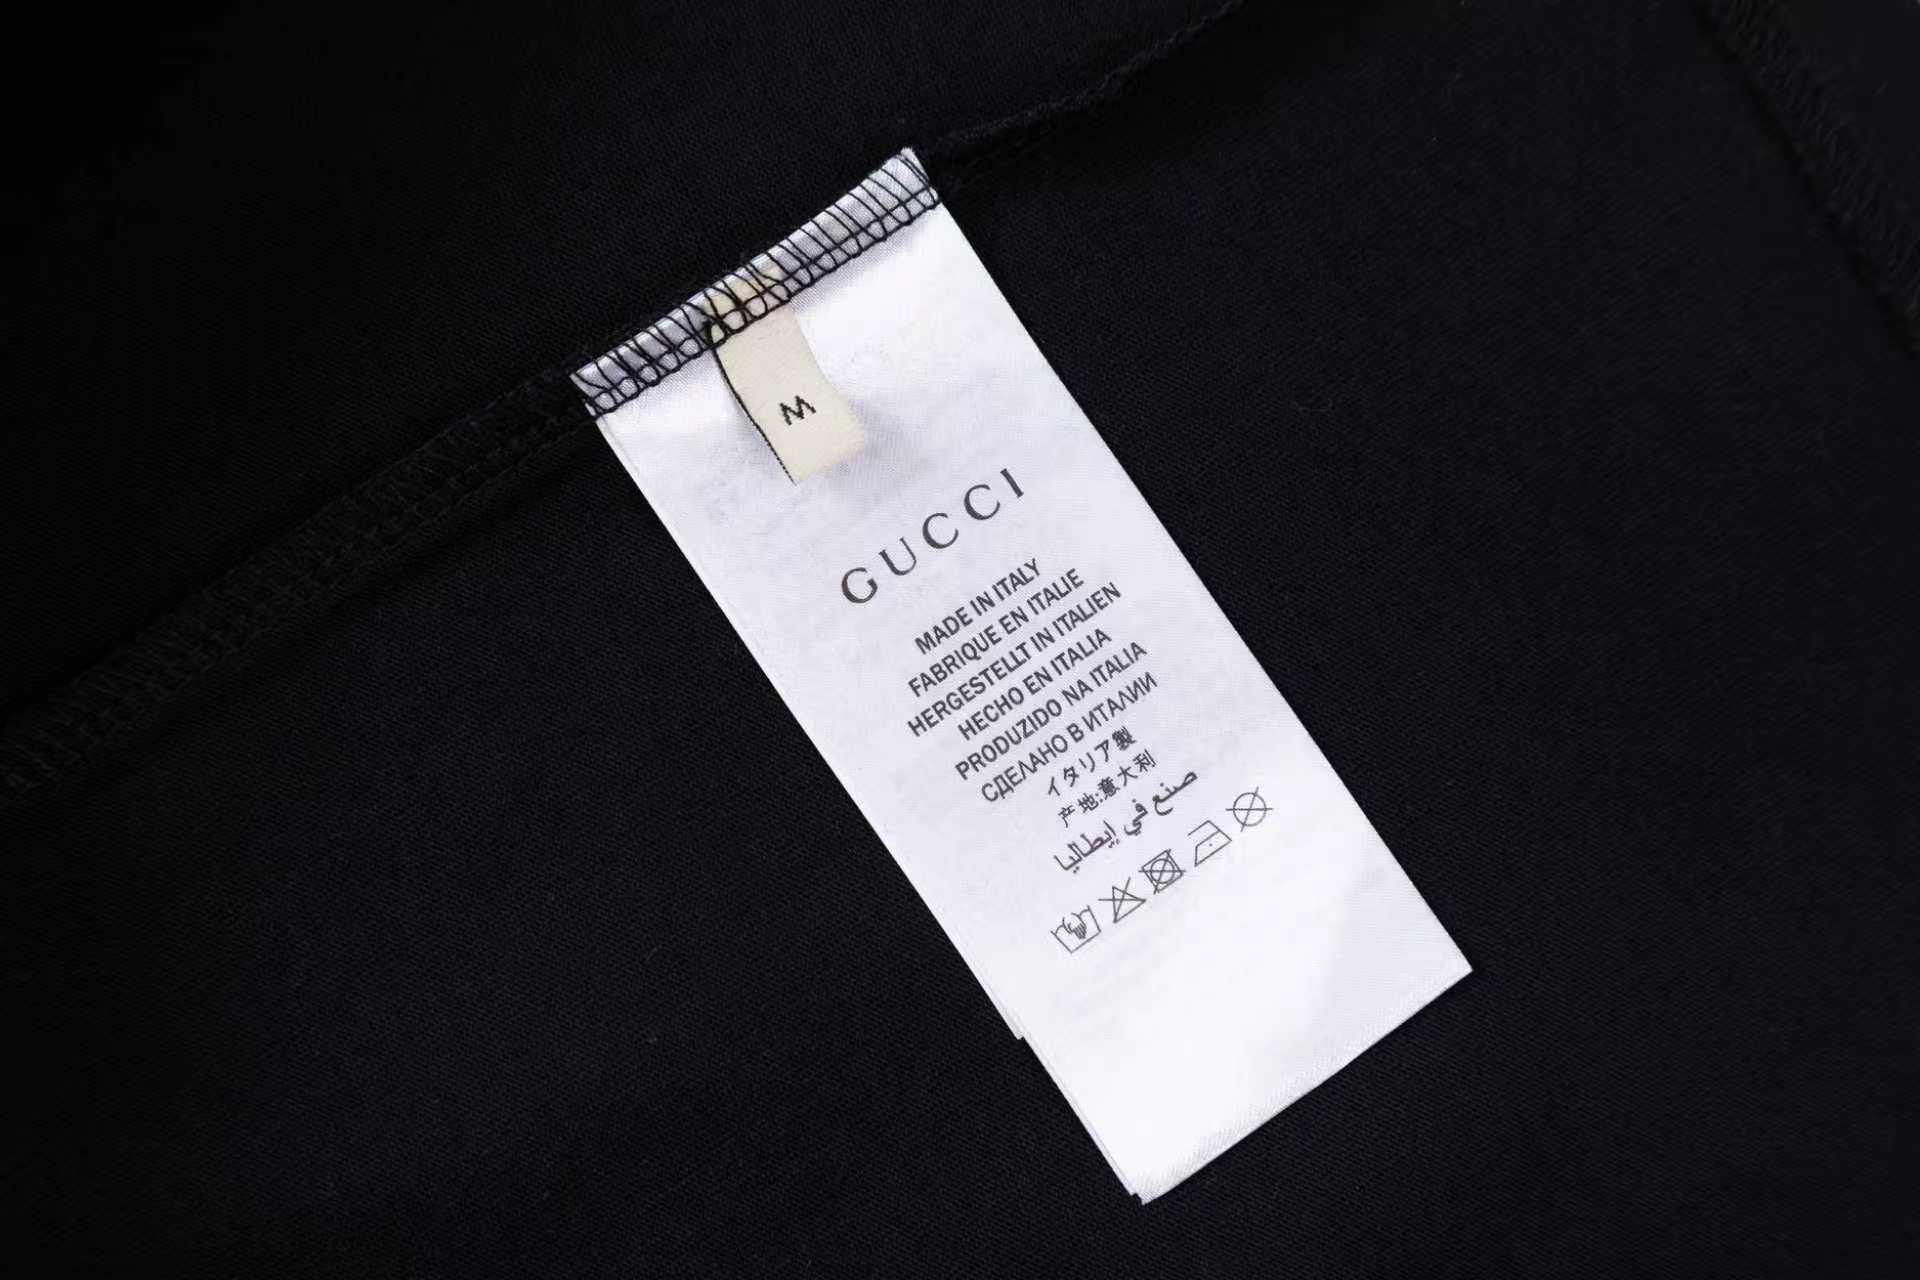 M
GUCCI
MADE IN ITALY
FABRIQUE EN ITALIE
HERGESTELLT IN ITALIEN
HECHO EN ITALIA
PRODUZIDO NA ITALIA
СДЕЛАНО В ИТАЛИИ
イタリア製
产地:意大利
صنع في إيطاليا